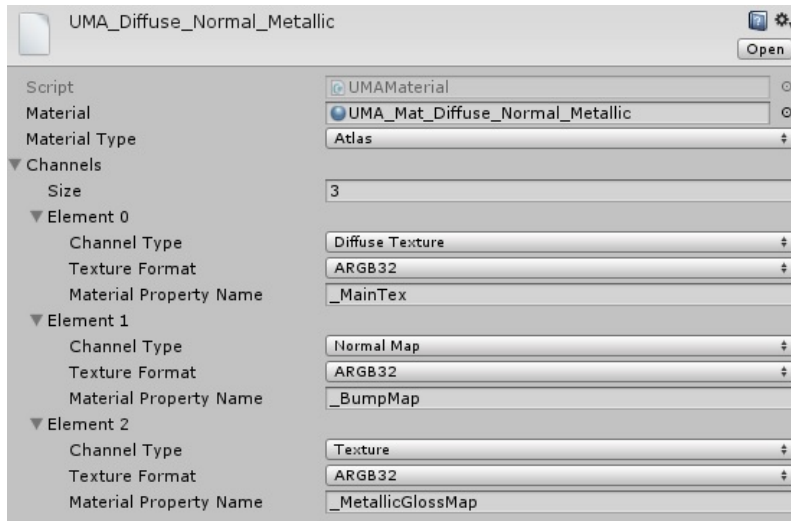 UMA_Diffuse_Normal_Metallic
Open
Script UMAMaterial
Material UMA_Mat_Diffuse_Normal_Metallic
Material Type Atlas
Channels
Size 3
Element 0
Channel Type Diffuse Texture
Texture Format ARGB32
Material Property Name _MainTex
Element 1
Channel Type Normal Map
Texture Format ARGB32
Material Property Name _BumpMap
Element 2
Channel Type Texture
Texture Format ARGB32
Material Property Name _MetallicGlossMap